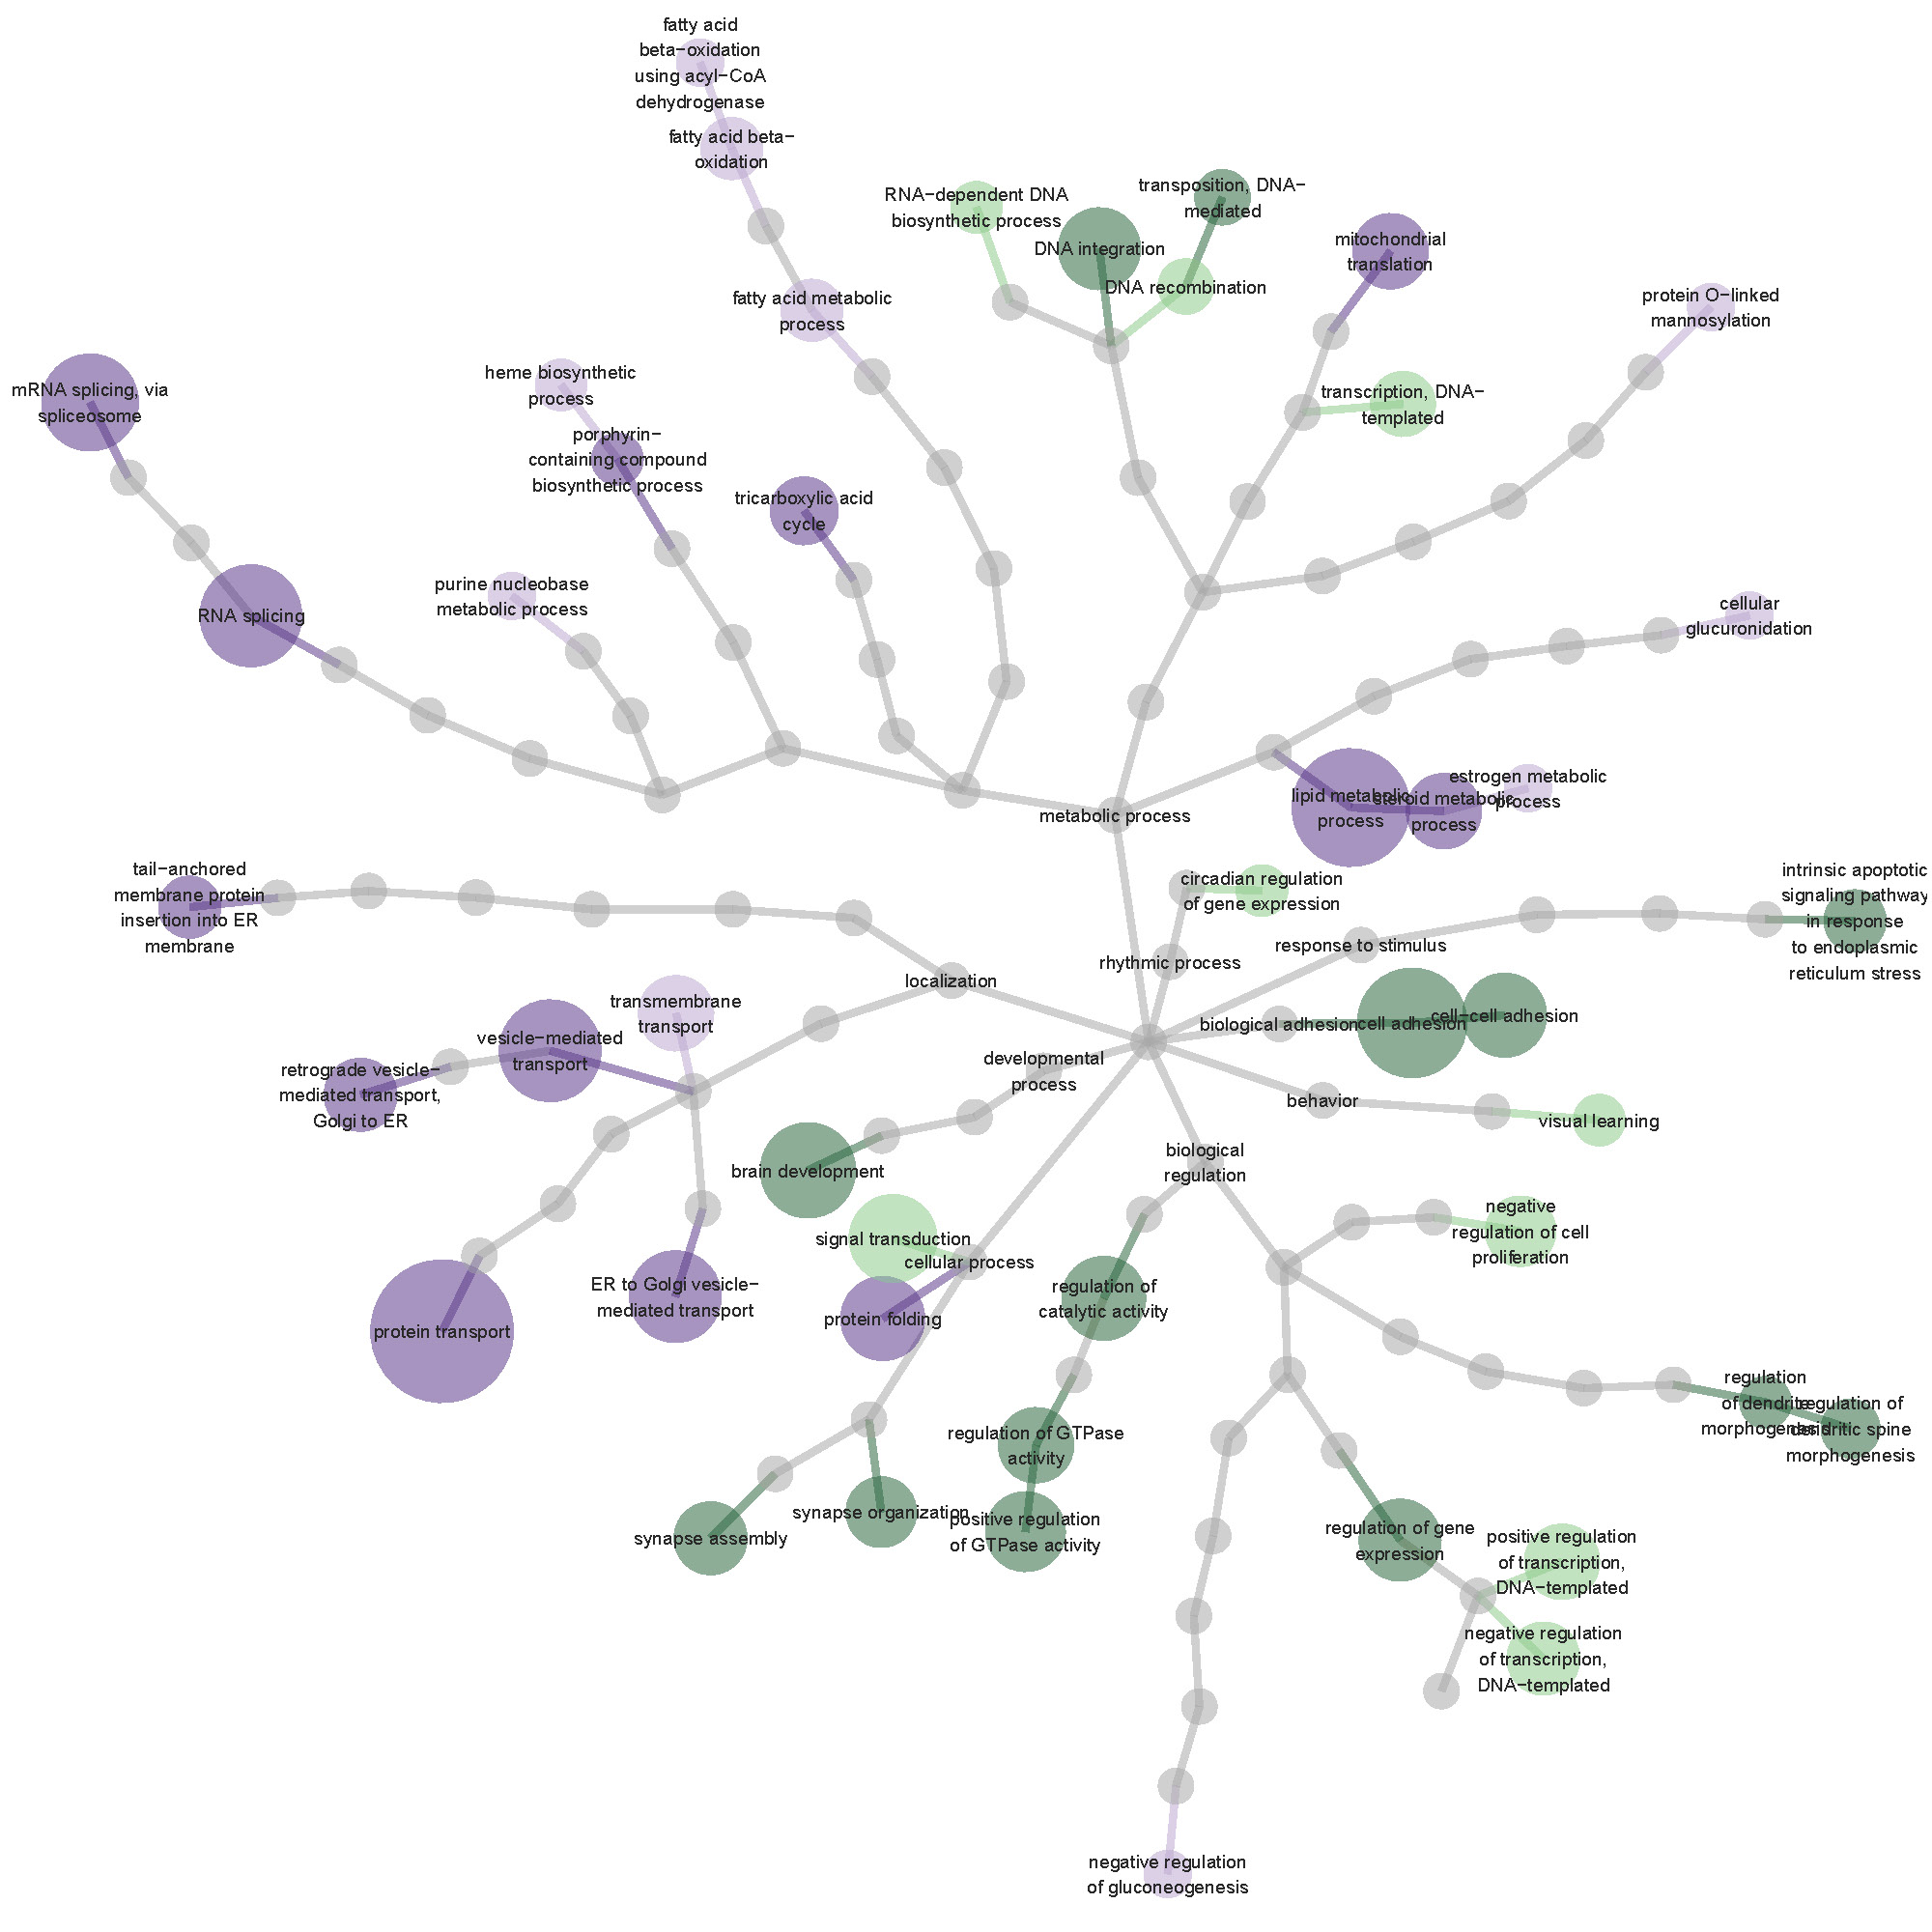 fatty acid
beta-oxidation
using acyl-CoA
dehydrogenase
fatty acid beta-
oxidation
RNA-dependent DNA
biosynthetic process
transposition, DNA-
mediated
DNA integration
DNA recombination
mitochondrial
translation
fatty acid metabolic
process
protein O-linked
mannosylation
heme biosynthetic
process
mRNA splicing, via
spliceosome
transcription, DNA-
templated
porphyrin-
containing compound
biosynthetic process
tricarboxylic acid
cycle
purine nucleobase
metabolic process
RNA splicing
cellular
glucuronidation
estrogen metabolic
process
lipid metabolic
process
steroid metabolic
process
metabolic process
tail-anchored
membrane protein
insertion into ER
membrane
circadian regulation
of gene expression
intrinsic apoptotic
signaling pathway
in response
to endoplasmic
reticulum stress
response to stimulus
rhythmic process
localization
transmembrane
transport
vesicle-mediated
transport
biological adhesion
cell adhesion
cell-cell adhesion
developmental
process
retrograde vesicle-
mediated transport,
Golgi to ER
behavior
visual learning
brain development
biological
regulation
signal transduction
cellular process
negative
regulation of cell
proliferation
ER to Golgi vesicle-
mediated transport
regulation of
catalytic activity
protein folding
protein transport
regulation
of dendrite
morphogenesis
regulation of
dendritic spine
morphogenesis
regulation of GTPase
activity
synapse organization
positive regulation
of GTPase activity
synapse assembly
regulation of gene
expression
positive regulation
of transcription,
DNA-templated
negative regulation
of transcription,
DNA-templated
negative regulation
of gluconeogenesis